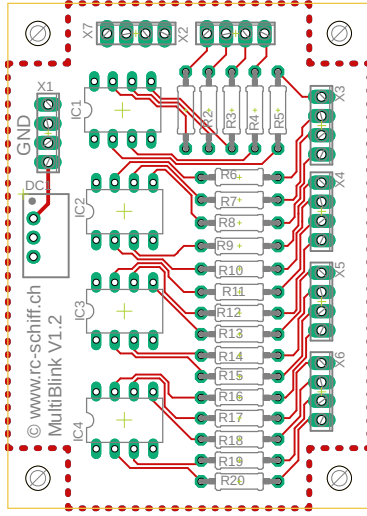 X7
X2
X1
IC1
GND
R2
R3
R4
R5
X3
DC
R6
R7
X4
IC2
R8
R9
R10
X5
R11
IC3
R12
R13
R14
R15
X6
R16
R17
IC4
R18
R19
R20
© www.rc-schiff.ch
MultiBlink V1.2